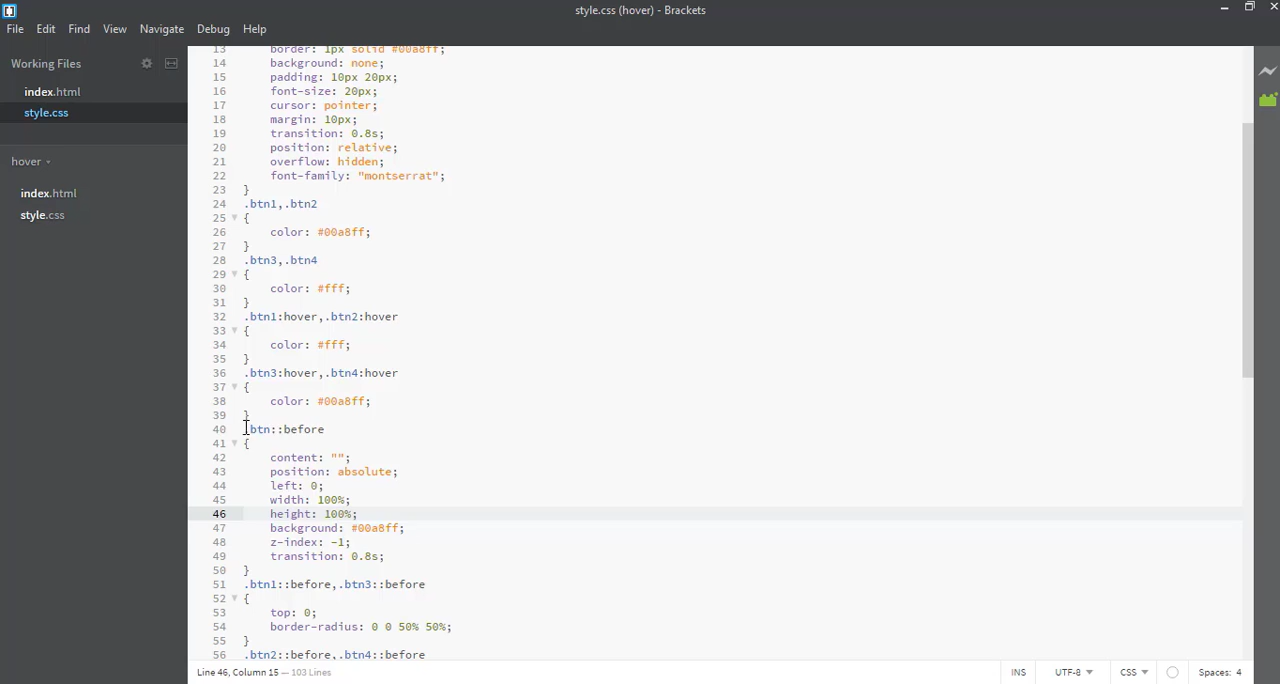 style.css (hover) - Brackets
File Edit Find View Navigate Debug Help
Working Files
index.html
style.css
hover
index.html
style.css
13 border: 1px solid #00a8ff;
14 background: none;
15 padding: 10px 20px;
16 font-size: 20px;
17 cursor: pointer;
18 margin: 10px;
19 transition: 0.8s;
20 position: relative;
21 overflow: hidden;
22 font-family: "montserrat";
23 }
24 .btn1,.btn2
25 {
26 color: #00a8ff;
27 }
28 .btn3,.btn4
29 {
30 color: #fff;
31 }
32 .btn1:hover,.btn2:hover
33 {
34 color: #fff;
35 }
36 .btn3:hover,.btn4:hover
37 {
38 color: #00a8ff;
39 }
40 .btn::before
41 {
42 content: "";
43 position: absolute;
44 left: 0;
45 width: 100%;
46 height: 100%;
47 background: #00a8ff;
48 z-index: -1;
49 transition: 0.8s;
50 }
51 .btn1::before,.btn3::before
52 {
53 top: 0;
54 border-radius: 0 0 50% 50%;
55 }
56 .btn2::before,.btn4::before
Line 46, Column 15 — 103 Lines INS UTF-8 CSS Spaces: 4